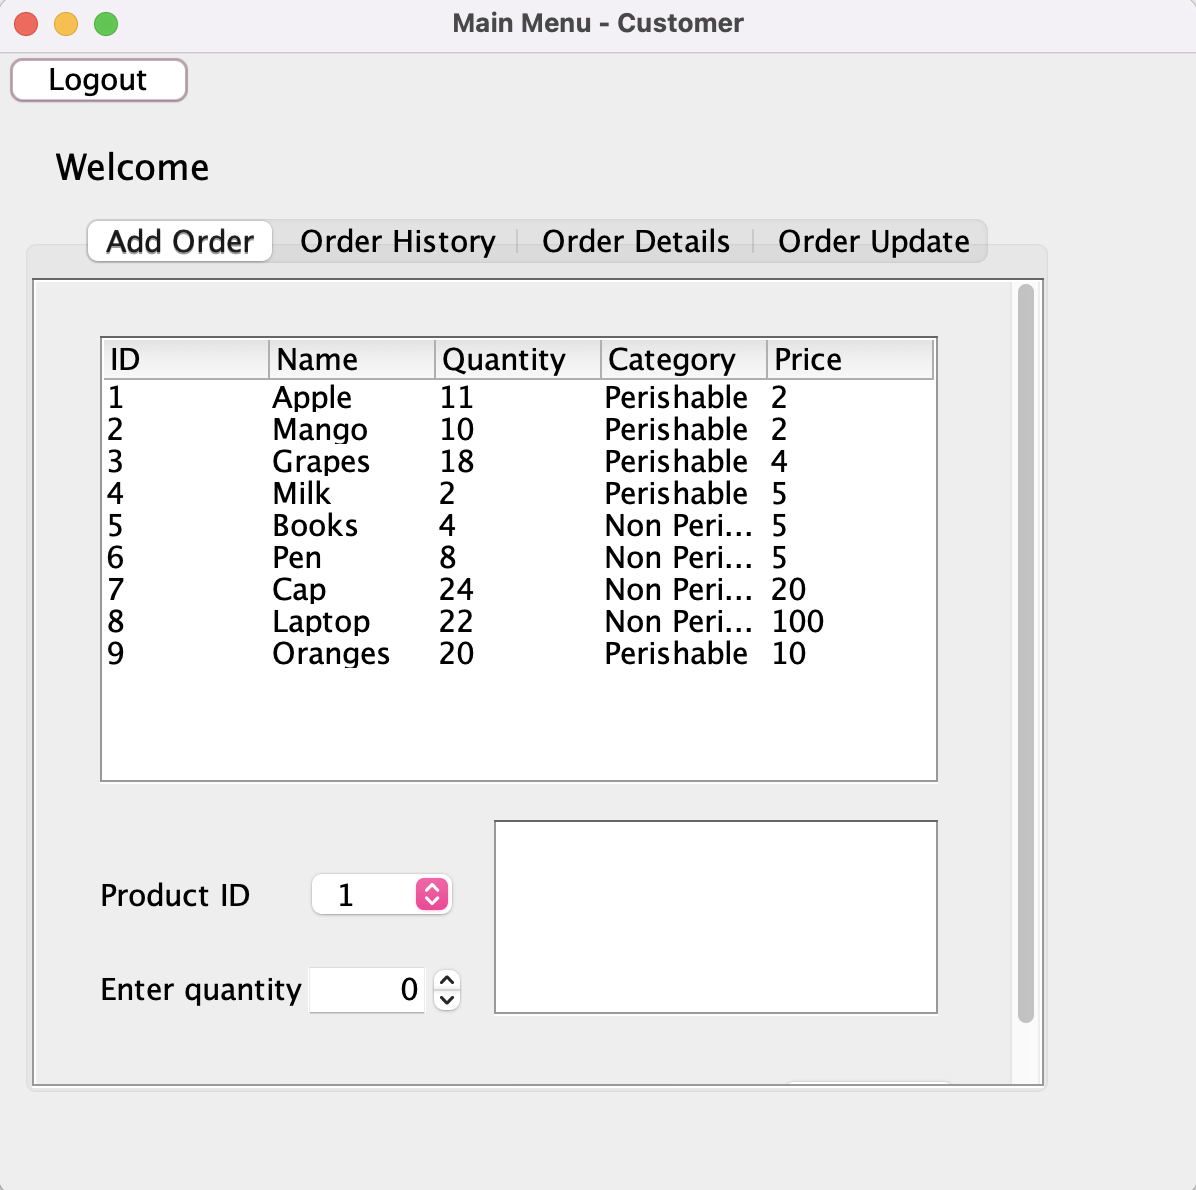 Main Menu - Customer
Logout
Welcome
Add Order Order History Order Details Order Update
ID Name Quantity Category Price
1 Apple 11 Perishable 2
2 Mango 10 Perishable 2
3 Grapes 18 Perishable 4
4 Milk 2 Perishable 5
5 Books 4 Non Peri... 5
6 Pen 8 Non Peri... 5
7 Cap 24 Non Peri... 20
8 Laptop 22 Non Peri... 100
9 Oranges 20 Perishable 10
Product ID 1
Enter quantity 0